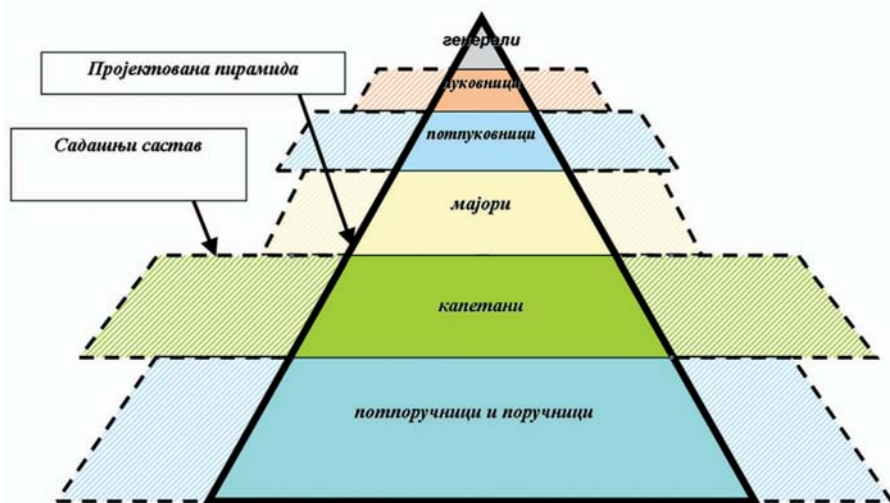 генерали
Пројектована пирамида
пуковници
Садашњи састав
потпуковници
мајори
капетани
потпоручници и поручници